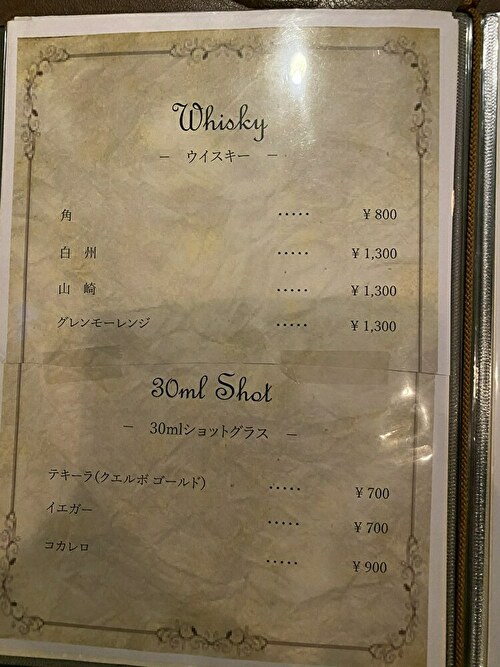 Whisky
― ウイスキー ―
角 ····· ¥800
白 州 ····· ¥1,300
山 崎 ····· ¥1,300
グレンモーレンジ ····· ¥1,300
30ml Shot
― 30mlショットグラス ―
テキーラ(クエルボ ゴールド) ····· ¥700
イエガー ····· ¥700
コカレロ ····· ¥900